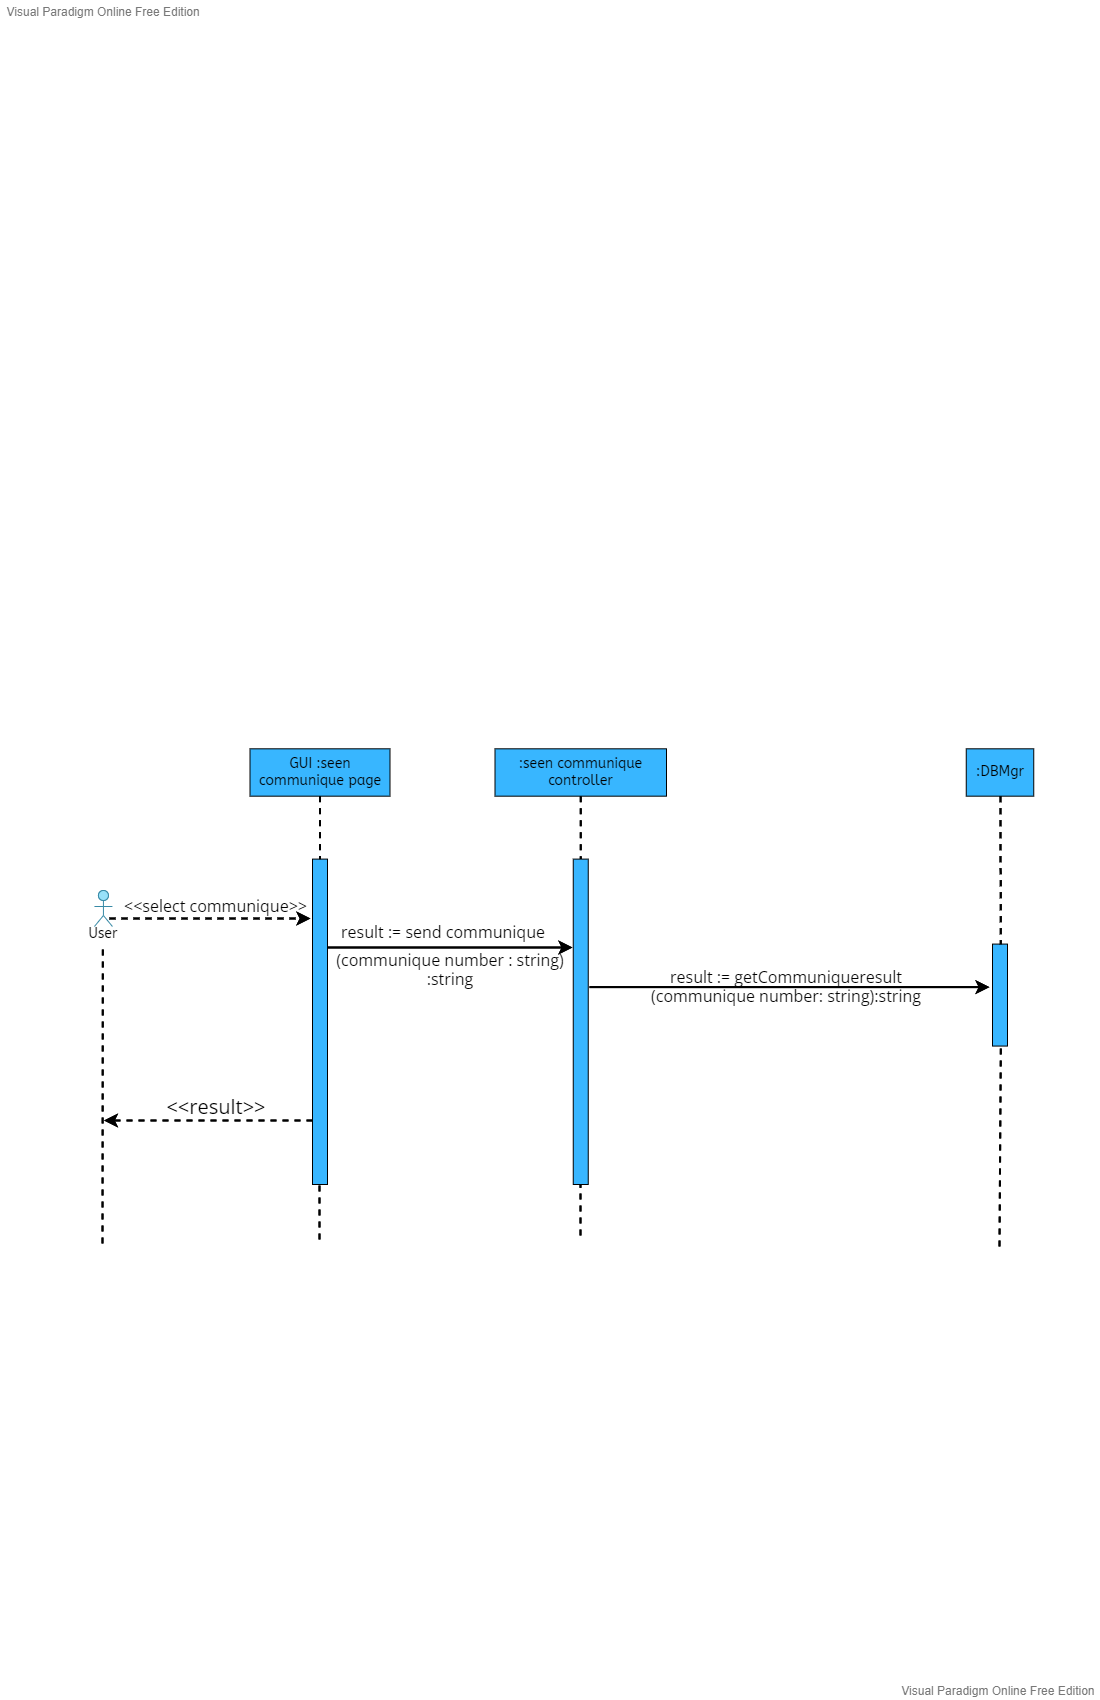 Visual Paradigm Online Free Edition
GUI :seen
communique page
:seen communique
controller
:DBMgr
<<select communique>>
User
result := send communique
(communique number : string)
:string
result := getCommuniqueresult
(communique number: string):string
<<result>>
Visual Paradigm Online Free Edition